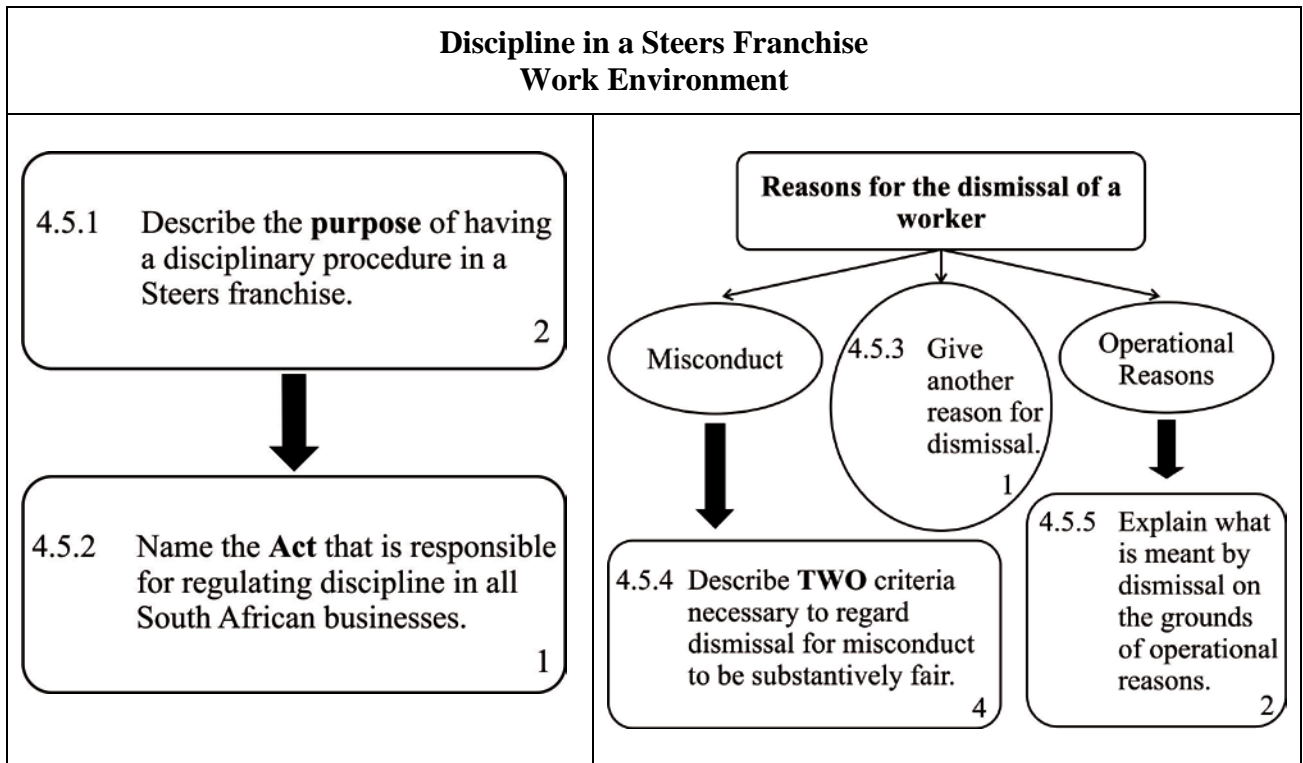 Discipline in a Steers Franchise
Work Environment
4.5.1 Describe the purpose of having
a disciplinary procedure in a
Steers franchise.
2
4.5.2 Name the Act that is responsible
for regulating discipline in all
South African businesses.
1
Reasons for the dismissal of a
worker
Misconduct
4.5.3 Give
another
reason for
dismissal.
1
Operational
Reasons
4.5.4 Describe TWO criteria
necessary to regard
dismissal for misconduct
to be substantively fair.
4
4.5.5 Explain what
is meant by
dismissal on
the grounds
of operational
reasons.
2